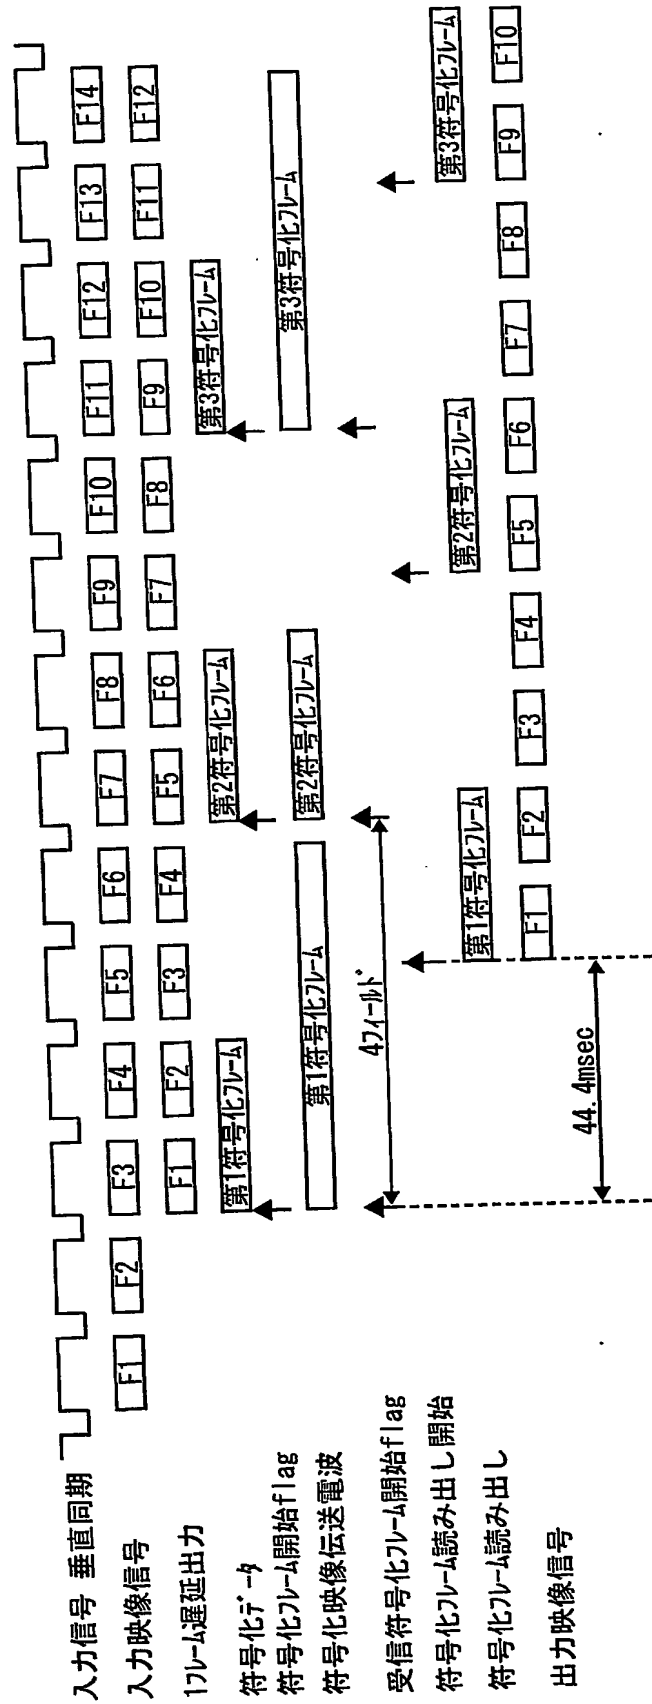 入力信号 垂直同期
入力映像信号
F1 F2 F3 F4 F5 F6 F7 F8 F9 F10 F11 F12 F13 F14
1フレーム遅延出力
F1 F2 F3 F4 F5 F6 F7 F8 F9 F10 F11 F12
符号化データ
第1符号化フレーム 第2符号化フレーム 第3符号化フレーム
符号化フレーム開始flag
符号化映像伝送電波
第1符号化フレーム 第2符号化フレーム 第3符号化フレーム
受信符号化フレーム開始flag
4フィールド
符号化フレーム読み出し開始
符号化フレーム読み出し
第1符号化フレーム 第2符号化フレーム 第3符号化フレーム
出力映像信号
F1 F2 F3 F4 F5 F6 F7 F8 F9 F10
44.4msec